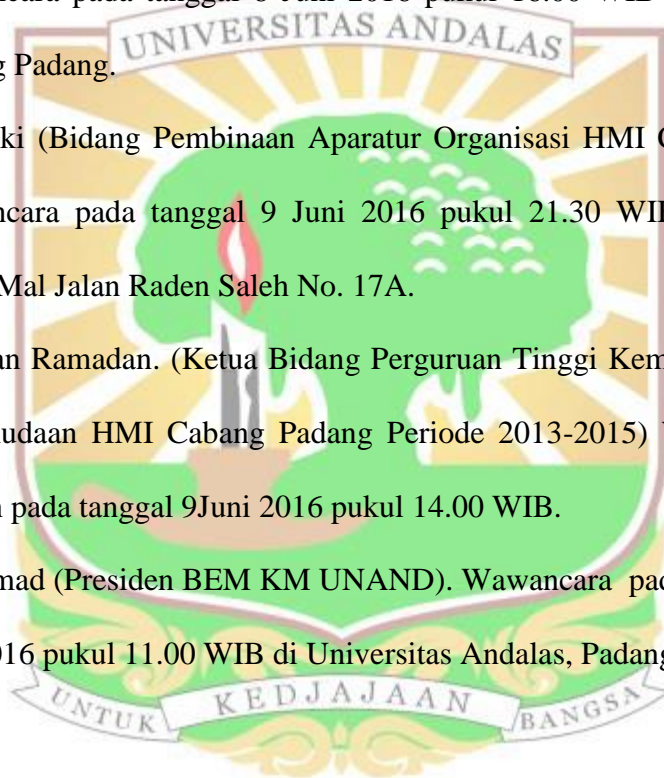 UNIVERSITAS ANDALAS
g Padang.
ki (Bidang Pembinaan Aparatur Organisasi HMI
ncara pada tanggal 9 Juni 2016 pukul 21.30 WIB
Mal Jalan Raden Saleh No. 17A.
an Ramadan. (Ketua Bidang Perguruan Tinggi Kem
udaan HMI Cabang Padang Periode 2013-2015)
pada tanggal 9Juni 2016 pukul 14.00 WIB.
mad (Presiden BEM KM UNAND). Wawancara pad
016 pukul 11.00 WIB di Universitas Andalas, Padang
UNTUK KEDJAJAAN BANGSA